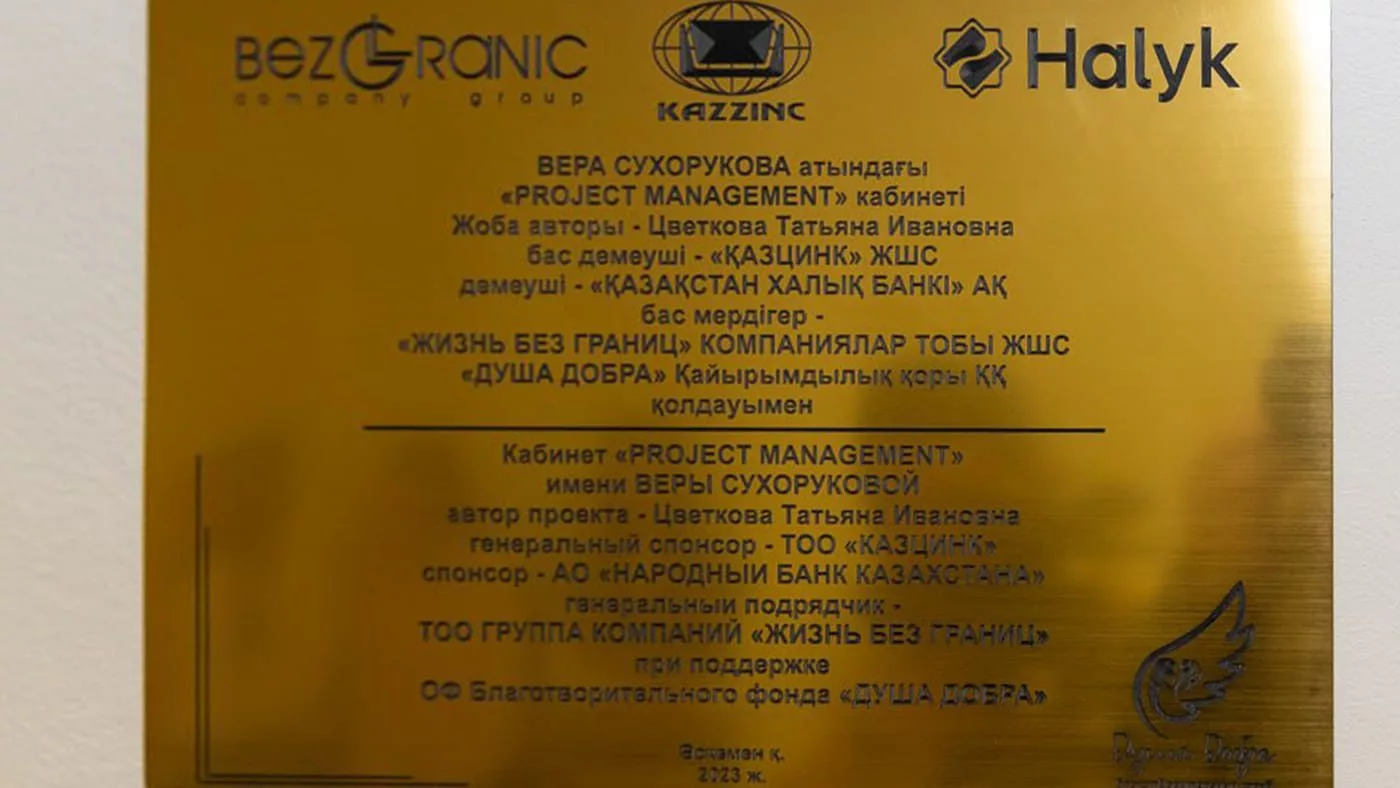 BezGranic
company group
KAZZINC
Halyk
ВЕРА СУХОРУКОВА атындағы
«PROJECT MANAGEMENT» кабинеті
Жоба авторы - Цветкова Татьяна Ивановна
бас демеуші - «ҚАЗЦИНК» ЖШС
демеуші - «ҚАЗАҚСТАН ХАЛЫҚ БАНКІ» АҚ
бас мердігер -
«ЖИЗНЬ БЕЗ ГРАНИЦ» КОМПАНИЯЛАР ТОБЫ ЖШС
«ДУША ДОБРА» Қайырымдылық қоры ҚҚ
қолдауымен
Кабинет «PROJECT MANAGEMENT»
имени ВЕРЫ СУХОРУКОВОЙ
автор проекта - Цветкова Татьяна Ивановна
генеральный спонсор - ТОО «КАЗЦИНК»
спонсор - АО «НАРОДНЫЙ БАНК КАЗАХСТАНА»
генеральный подрядчик -
ТОО ГРУППА КОМПАНИЙ «ЖИЗНЬ БЕЗ ГРАНИЦ»
при поддержке
ОФ Благотворительного фонда «ДУША ДОБРА»
Өскемен қ.
2023 ж.
Душа Добра